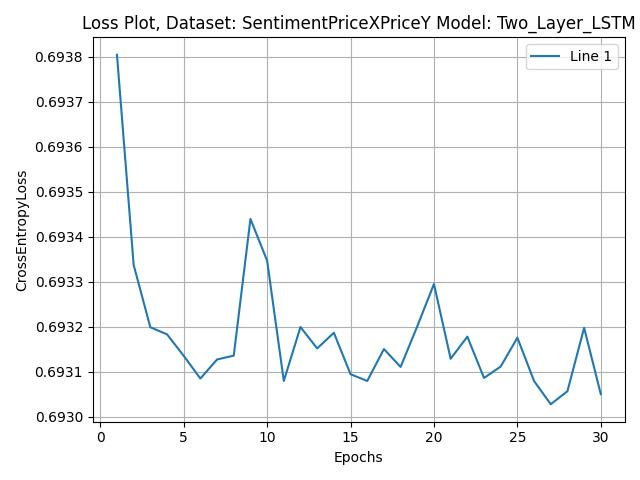 Loss Plot, Dataset: SentimentPriceXPriceY Model: Two_Layer_LSTM
Line 1
CrossEntropyLoss
0.6938
0.6937
0.6936
0.6935
0.6934
0.6933
0.6932
0.6931
0.6930
0 5 10 15 20 25 30
Epochs